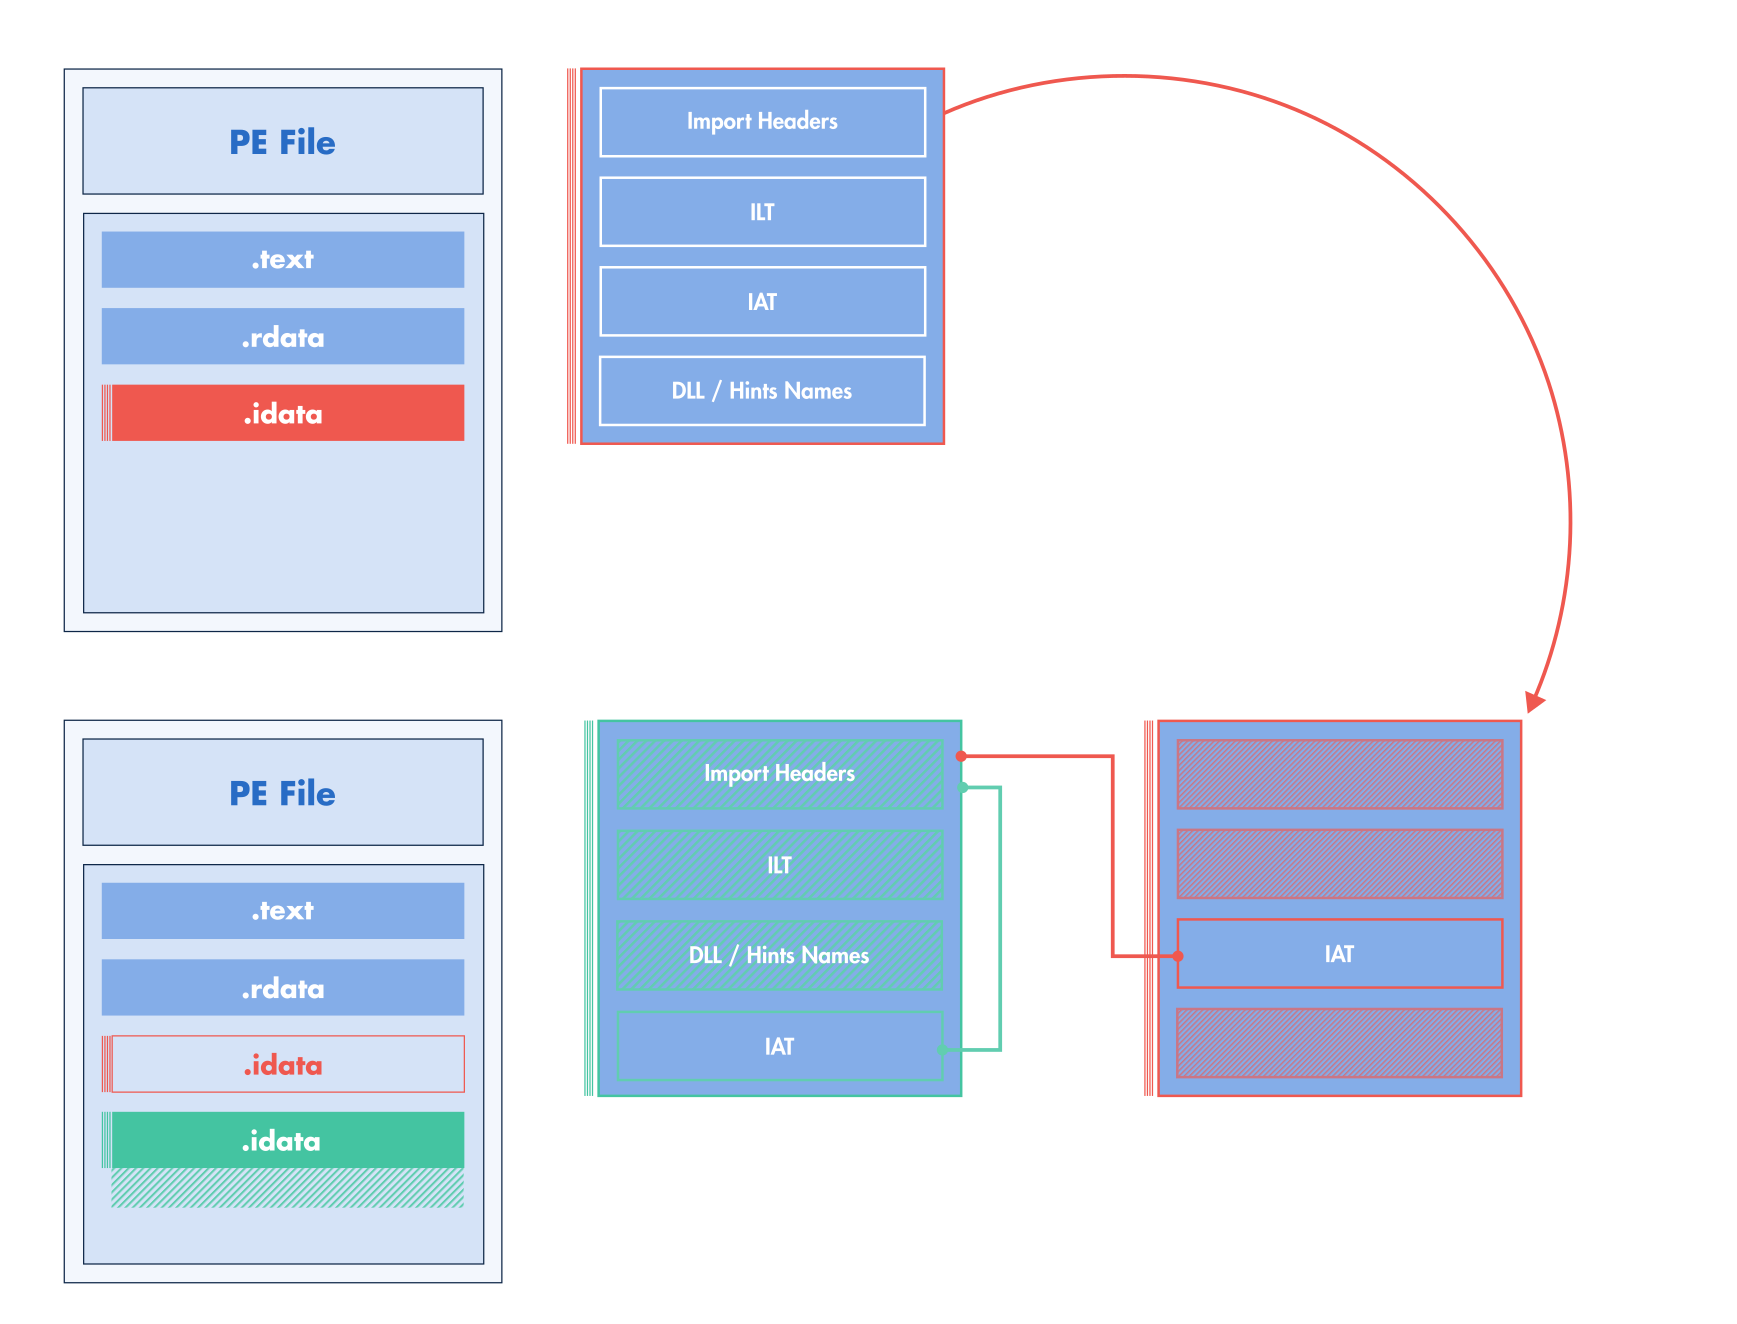 PE File
.text
.rdata
.idata
Import Headers
ILT
IAT
DLL / Hints Names
PE File
.text
.rdata
.idata
.idata
Import Headers
ILT
DLL / Hints Names
IAT
IAT